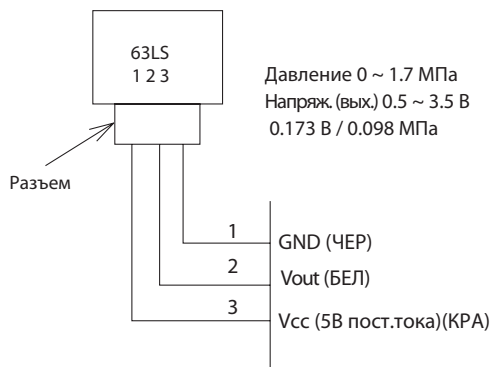 63LS
1 2 3
Давление 0 ~ 1.7 МПа
Напряж. (вых.) 0.5 ~ 3.5 В
0.173 В / 0.098 МПа
Разъем
1 GND (ЧЕР)
2 Vout (БЕЛ)
3 Vcc (5В пост.тока)(КРА)